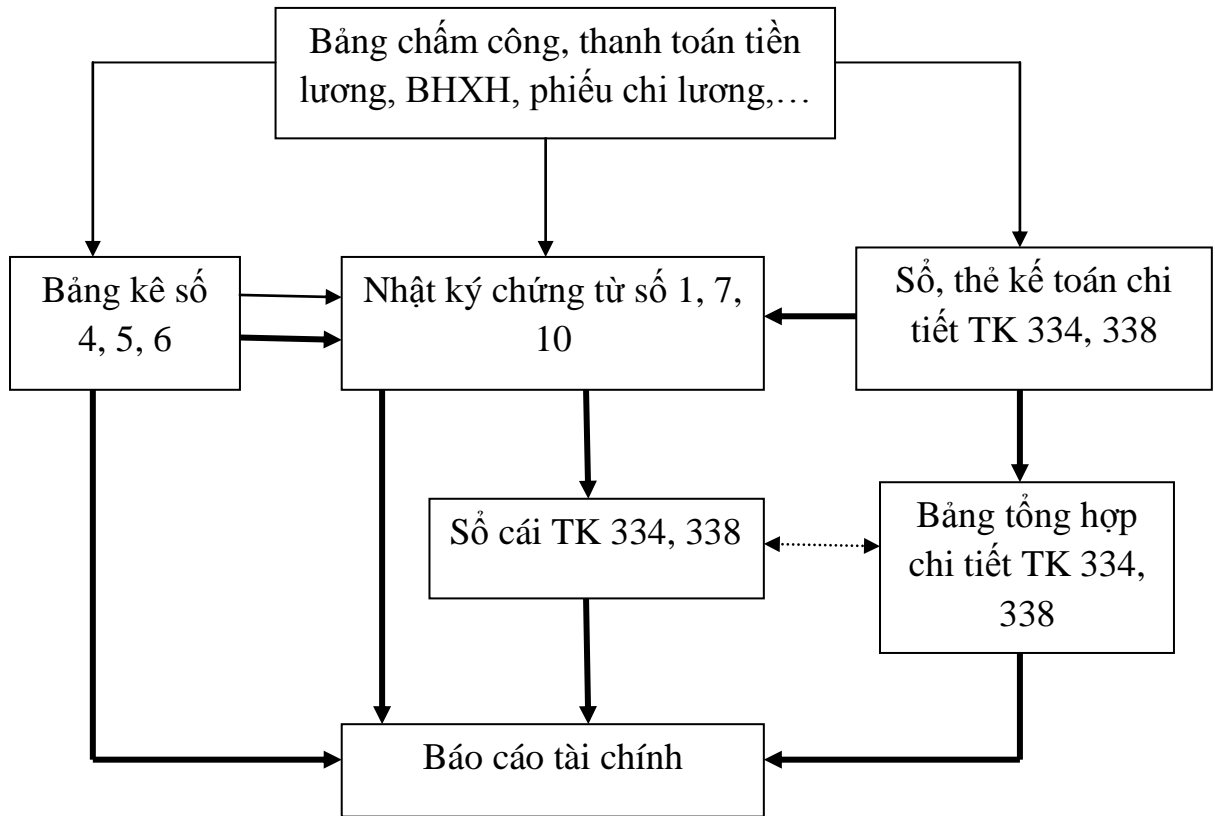 Bảng chấm công, thanh toán tiền
lương, BHXH, phiếu chi lương,…
Bảng kê số
4, 5, 6
Nhật ký chứng từ số 1, 7,
10
Sổ, thẻ kế toán chi
tiết TK 334, 338
Sổ cái TK 334, 338
Bảng tổng hợp
chi tiết TK 334,
338
Báo cáo tài chính